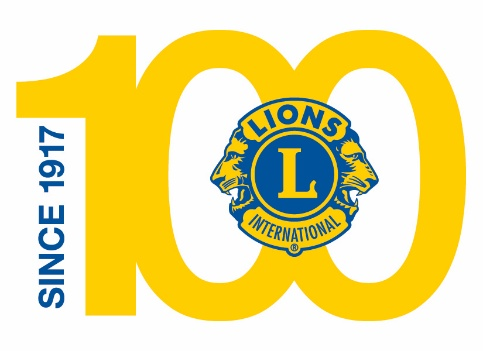 100
SINCE 1917
LIONS
L
INTERNATIONAL
®